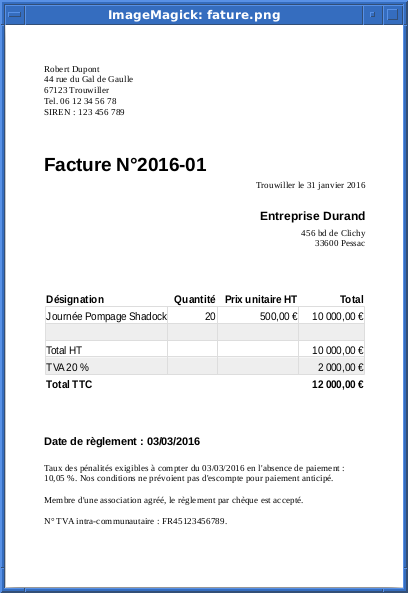 ImageMagick: fature.png
Robert Dupont
44 rue du Gal de Gaulle
67123 Trouwiller
Tel. 06 12 34 56 78
SIREN : 123 456 789
Facture N°2016-01
Trouwiller le 31 janvier 2016
Entreprise Durand
456 bd de Clichy
33600 Pessac
Désignation Quantité Prix unitaire HT Total
Journée Pompage Shadock 20 500,00 € 10 000,00 €
Total HT 10 000,00 €
TVA 20 % 2 000,00 €
Total TTC 12 000,00 €
Date de règlement : 03/03/2016
Taux des pénalités exigibles à compter du 03/03/2016 en l'absence de paiement :
10,05 %. Nos conditions ne prévoient pas d'escompte pour paiement anticipé.
Membre d'une association agréé, le règlement par chèque est accepté.
N° TVA intra-communautaire : FR45123456789.